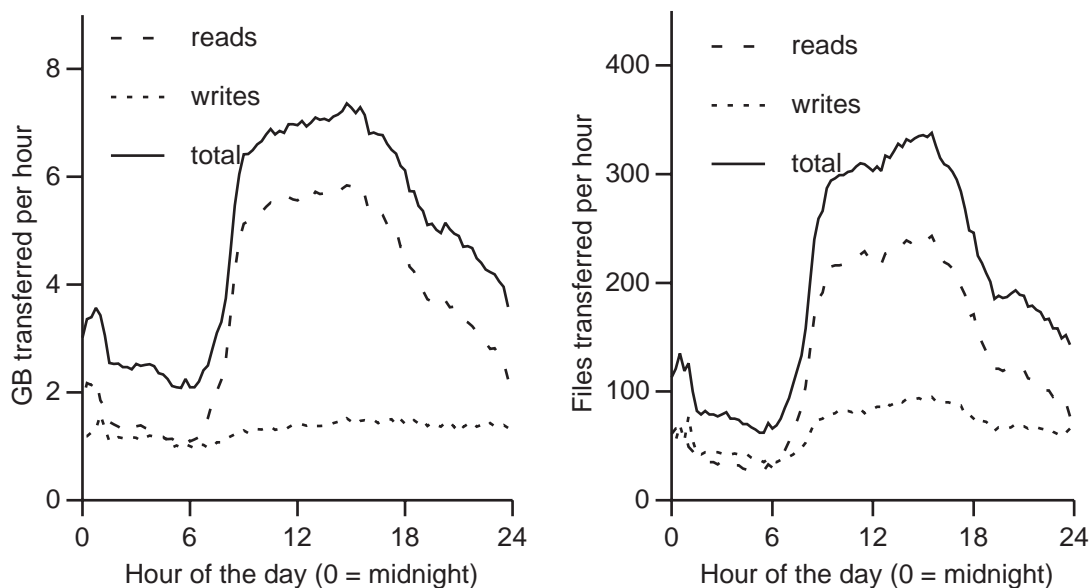 GB transferred per hour
8
6
4
2
0
reads
writes
total
0 6 12 18 24
Hour of the day (0 = midnight)
Files transferred per hour
400
300
200
100
0
reads
writes
total
0 6 12 18 24
Hour of the day (0 = midnight)